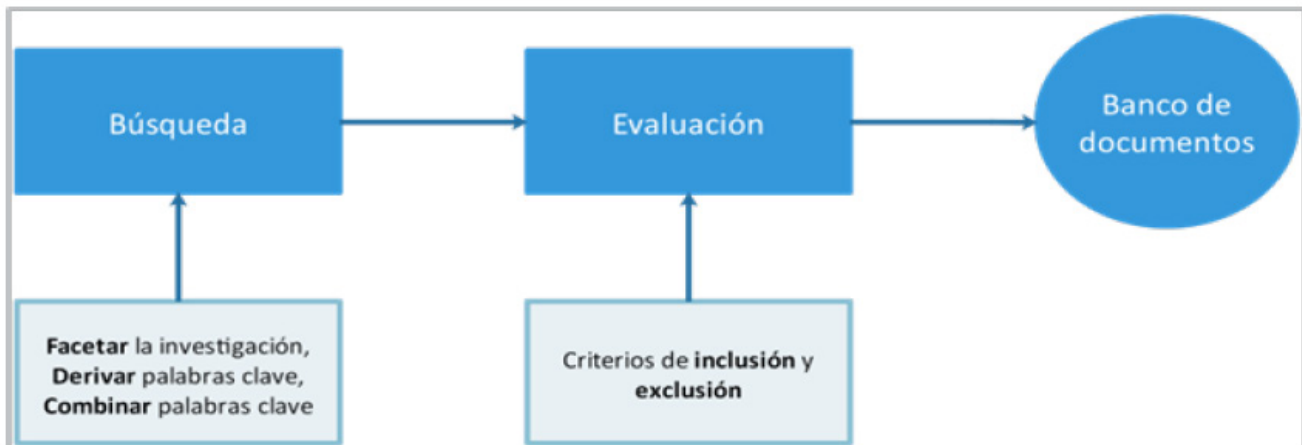 Búsqueda
Evaluación
Banco de
documentos
Facetar la investigación,
Derivar palabras clave,
Combinar palabras clave
Criterios de inclusión y
exclusión